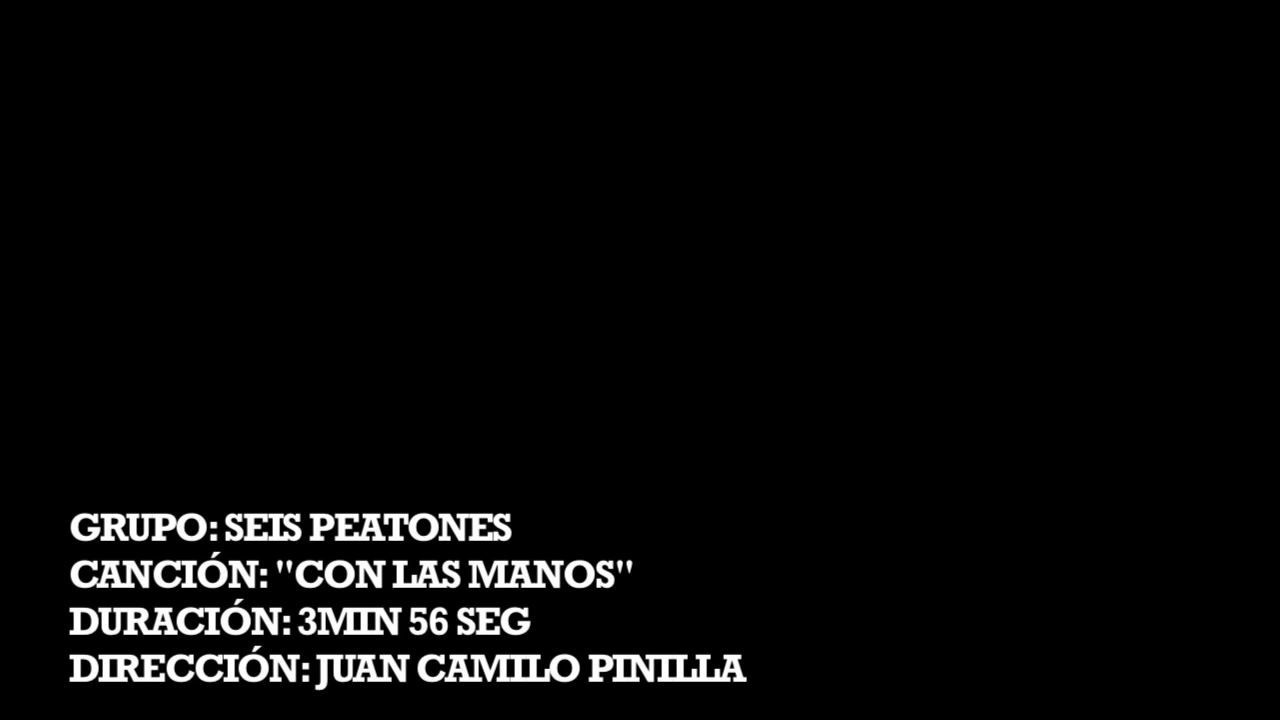 GRUPO: SEIS PEATONES
CANCIÓN: "CON LAS MANOS"
DURACIÓN: 3MIN 56 SEG
DIRECCIÓN: JUAN CAMILO PINILLA